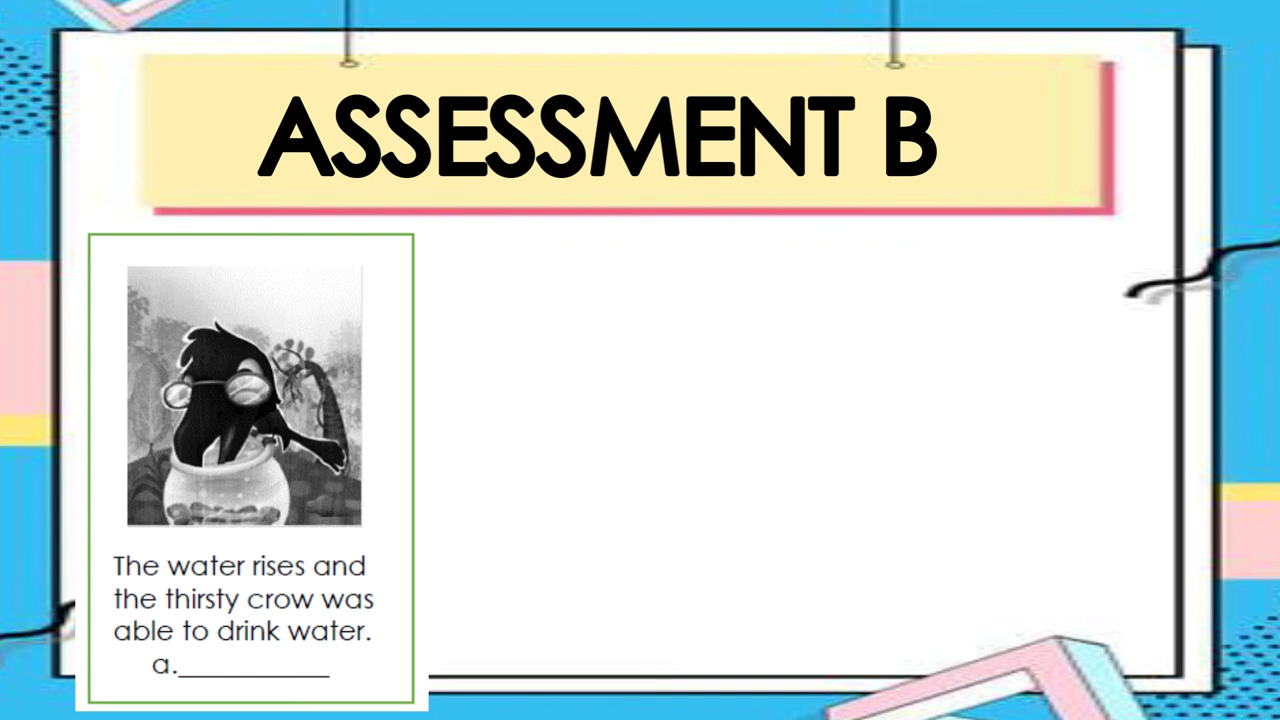 ASSESSMENT B
The water rises and
the thirsty crow was
able to drink water.
a.___________